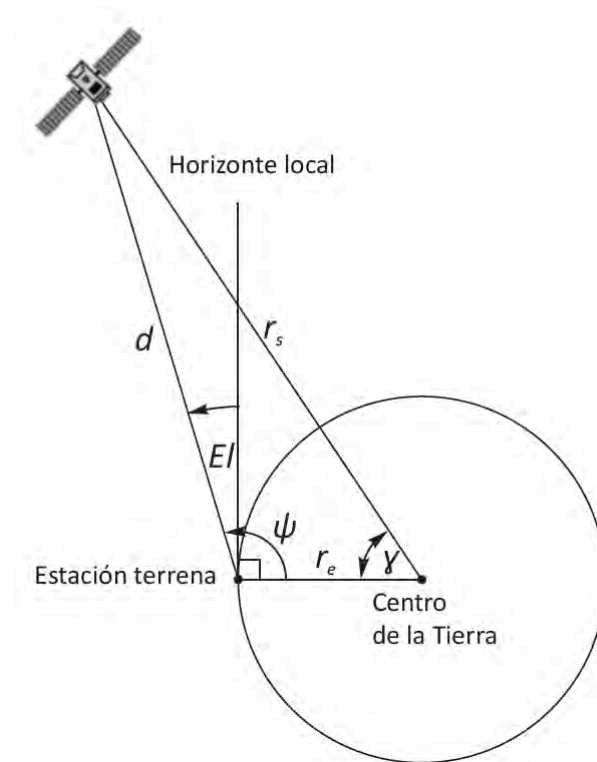 Horizonte local
d
r_s
El
ψ
Estación terrena
r_e
γ
Centro
de la Tierra